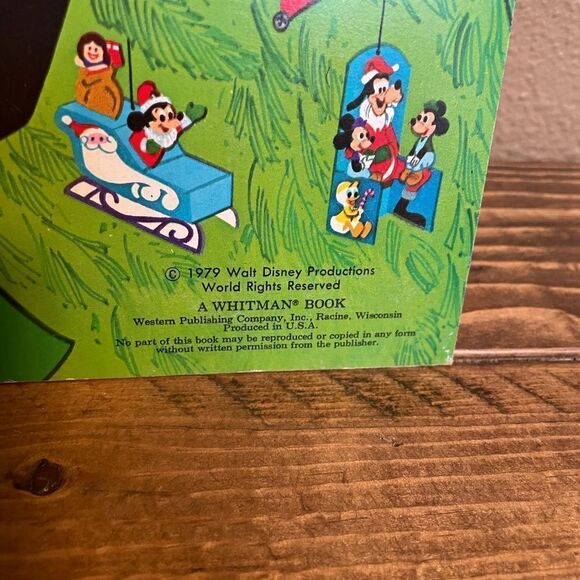 © 1979 Walt Disney Productions
World Rights Reserved
A WHITMAN® BOOK
Western Publishing Company, Inc., Racine, Wisconsin
Produced in U.S.A.
No part of this book may be reproduced or copied in any form
without written permission from the publisher.